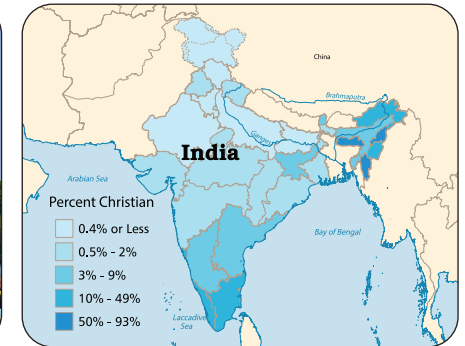 China
Brahmaputra
Ganges
India
Arabian Sea
Percent Christian
0.4% or Less
0.5% - 2%
3% - 9%
10% - 49%
50% - 93%
Bay of Bengal
Laccadive
Sea